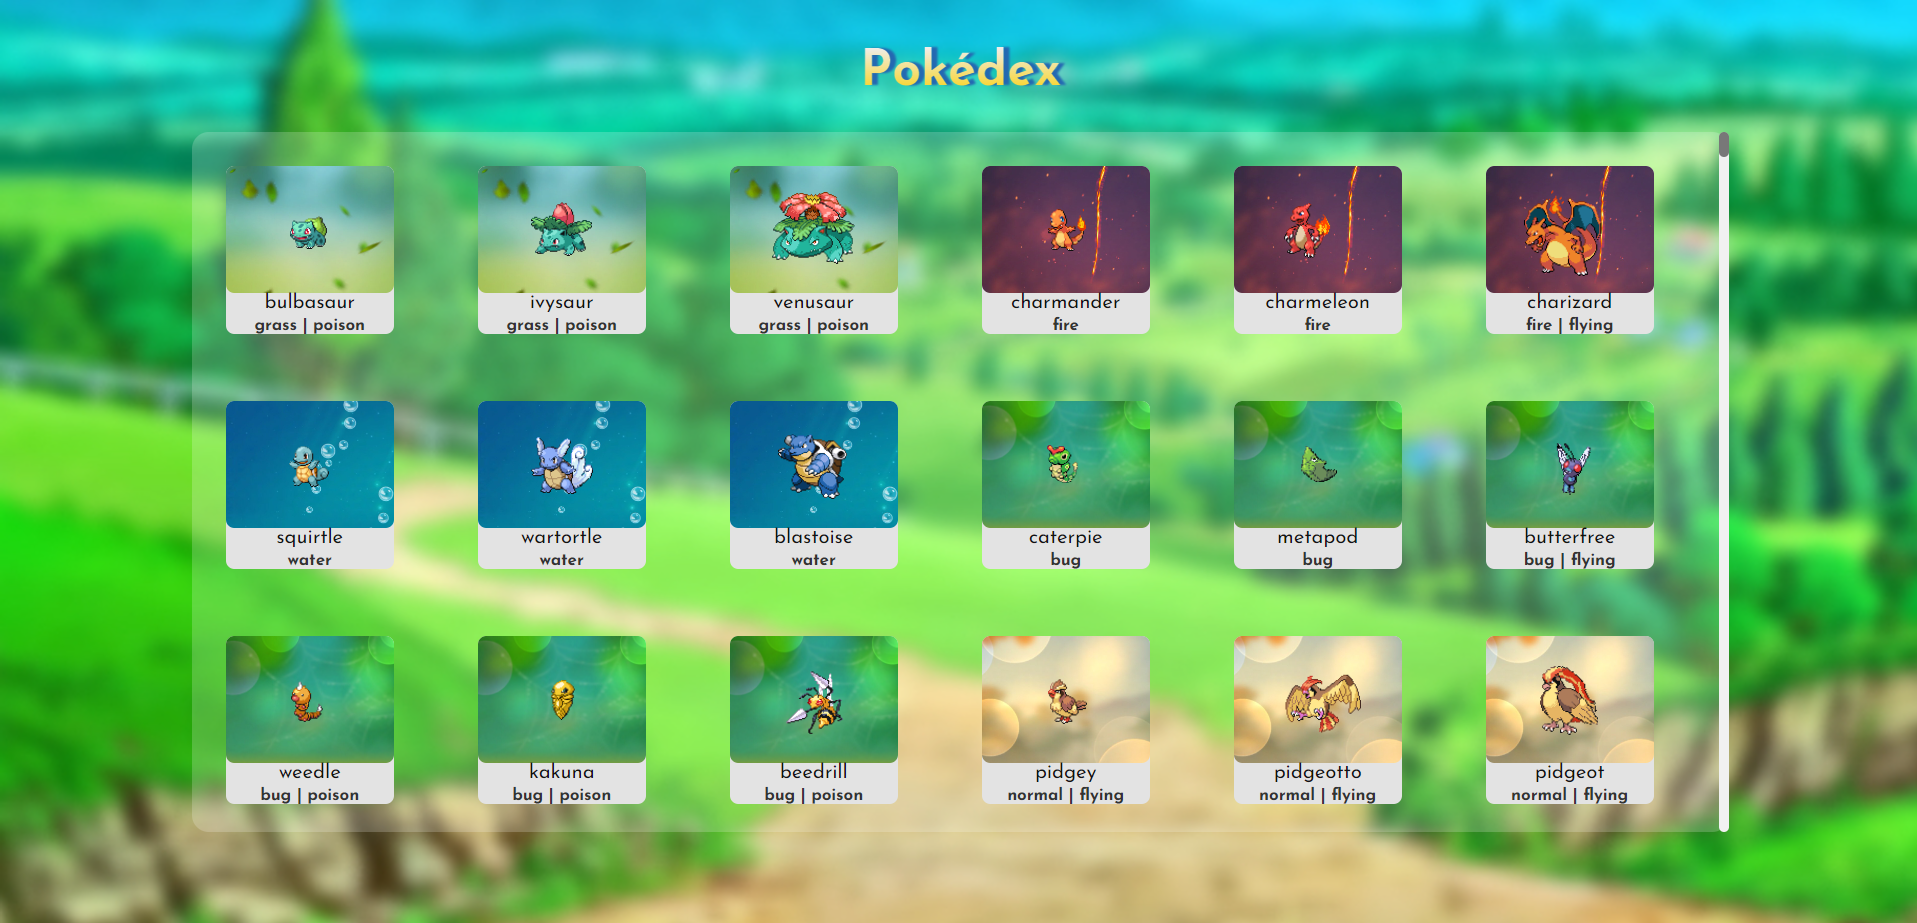 Pokédex
bulbasaur
grass | poison
ivysaur
grass | poison
venusaur
grass | poison
charmander
fire
charmeleon
fire
charizard
fire | flying
squirtle
water
wartortle
water
blastoise
water
caterpie
bug
metapod
bug
butterfree
bug | flying
weedle
bug | poison
kakuna
bug | poison
beedrill
bug | poison
pidgey
normal | flying
pidgeotto
normal | flying
pidgeot
normal | flying